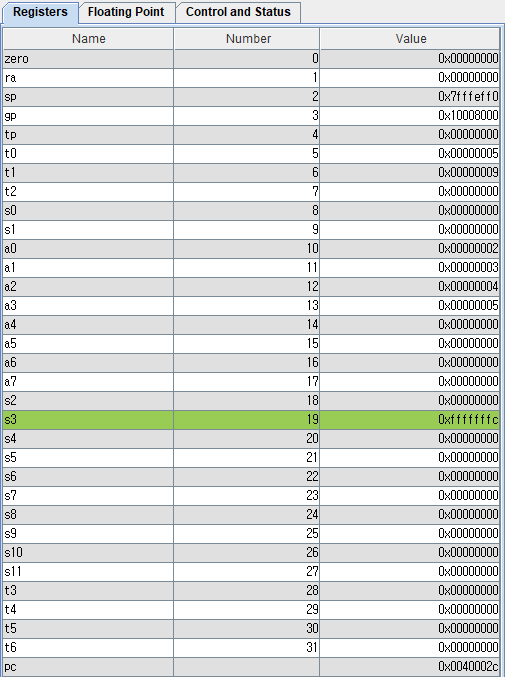 Registers Floating Point Control and Status
Name Number Value
zero 0 0x00000000
ra 1 0x00000000
sp 2 0x7fffeff0
gp 3 0x10008000
tp 4 0x00000000
t0 5 0x00000005
t1 6 0x00000009
t2 7 0x00000000
s0 8 0x00000000
s1 9 0x00000000
a0 10 0x00000002
a1 11 0x00000003
a2 12 0x00000004
a3 13 0x00000005
a4 14 0x00000000
a5 15 0x00000000
a6 16 0x00000000
a7 17 0x00000000
s2 18 0x00000000
s3 19 0xfffffffc
s4 20 0x00000000
s5 21 0x00000000
s6 22 0x00000000
s7 23 0x00000000
s8 24 0x00000000
s9 25 0x00000000
s10 26 0x00000000
s11 27 0x00000000
t3 28 0x00000000
t4 29 0x00000000
t5 30 0x00000000
t6 31 0x00000000
pc 0x0040002c